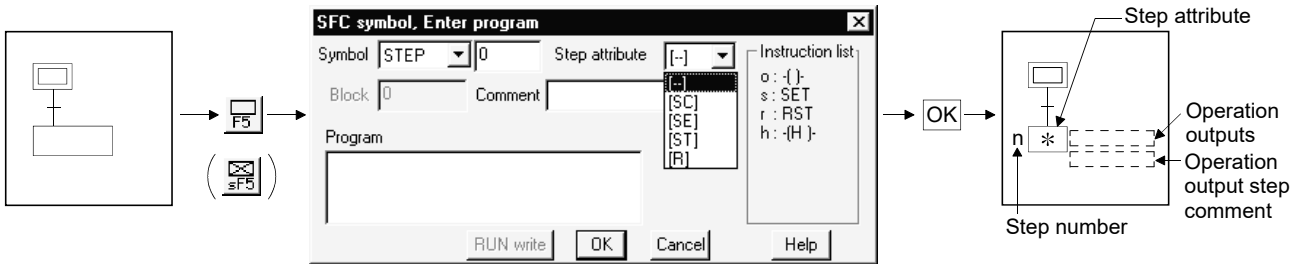 F5
sF5
SFC symbol, Enter program
Symbol STEP 0 Step attribute [--]
Block 0 Comment
[--]
[SC]
[SE]
[ST]
[R]
Program
Instruction list
o : -( )-
s : SET
r : RST
h : -(H )-
RUN write OK Cancel Help
OK
Step attribute
n *
Operation
outputs
Operation
output step
comment
Step number